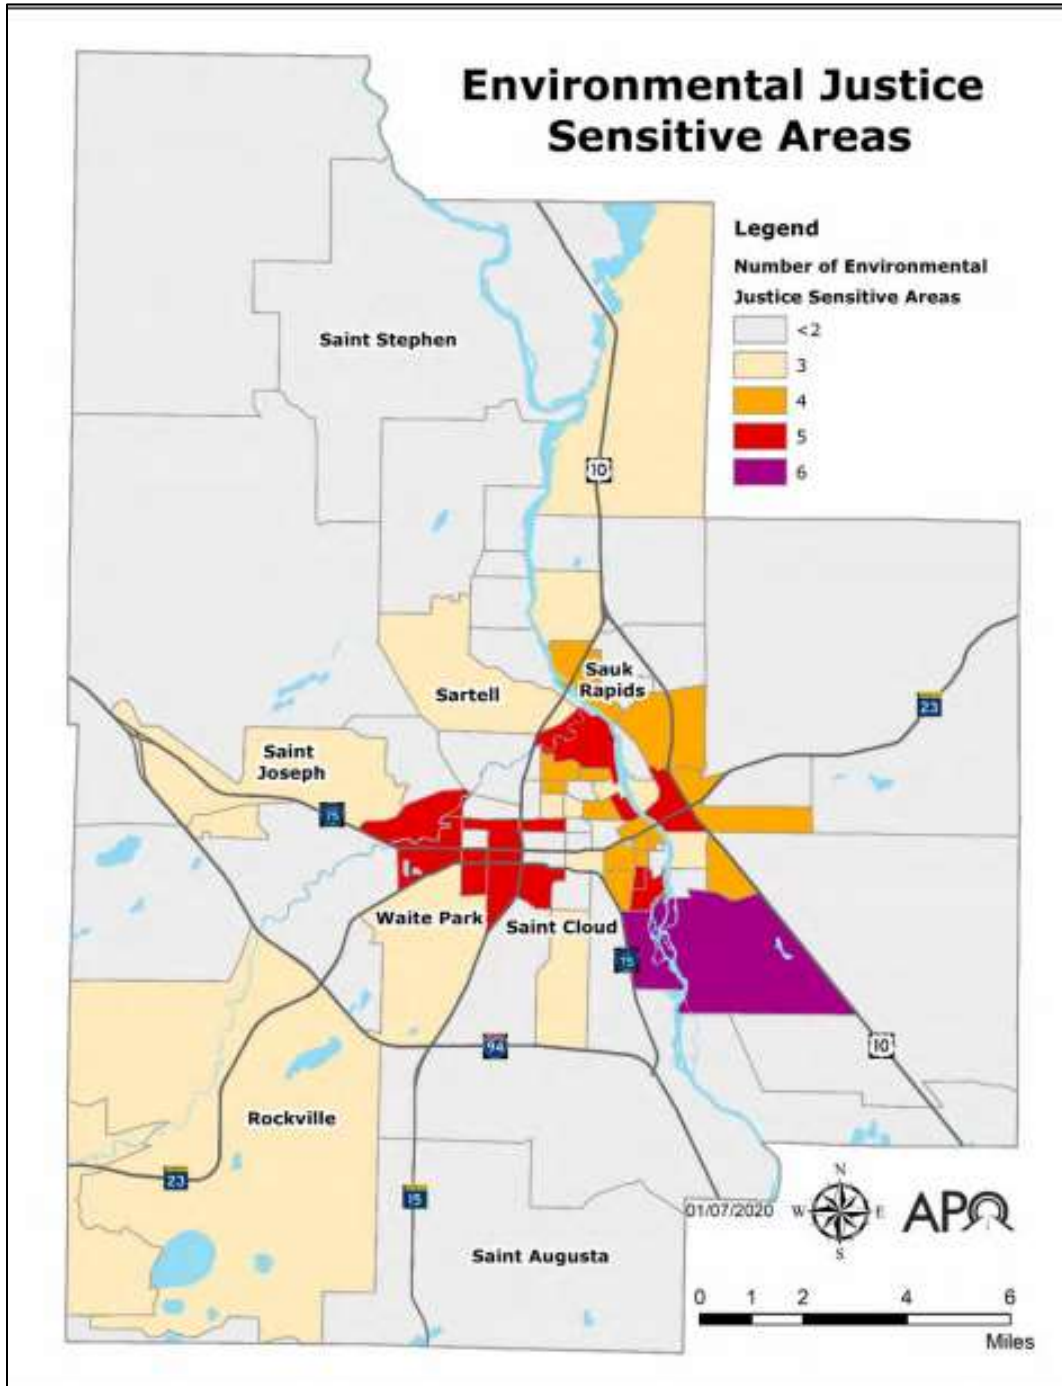 Environmental Justice
Sensitive Areas
Legend
Number of Environmental
Justice Sensitive Areas
<2
3
4
5
6
Saint Stephen
10
Sauk
Rapids
Sartell
23
Saint
Joseph
75
Waite Park
Saint Cloud
75
94
10
Rockville
23
15
01/07/2020
N
W
E
S
APO
Saint Augusta
0 1 2 4 6
Miles